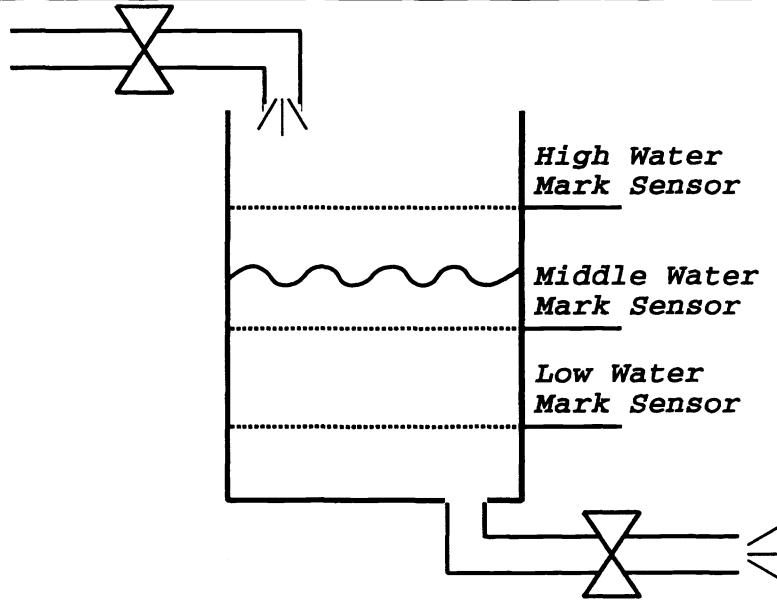 High Water
Mark Sensor
Middle Water
Mark Sensor
Low Water
Mark Sensor